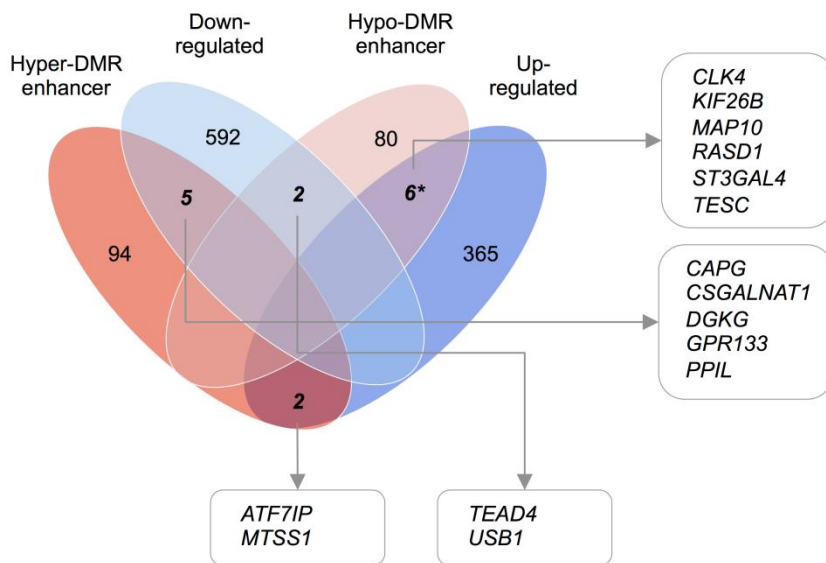 Down-
regulated
Hypo-DMR
enhancer
Hyper-DMR
enhancer
Up-
regulated
592
80
5
2
6*
94
365
2
CLK4
KIF26B
MAP10
RASD1
ST3GAL4
TESC
CAPG
CSGALNAT1
DGKG
GPR133
PPIL
ATF7IP
MTSS1
TEAD4
USB1